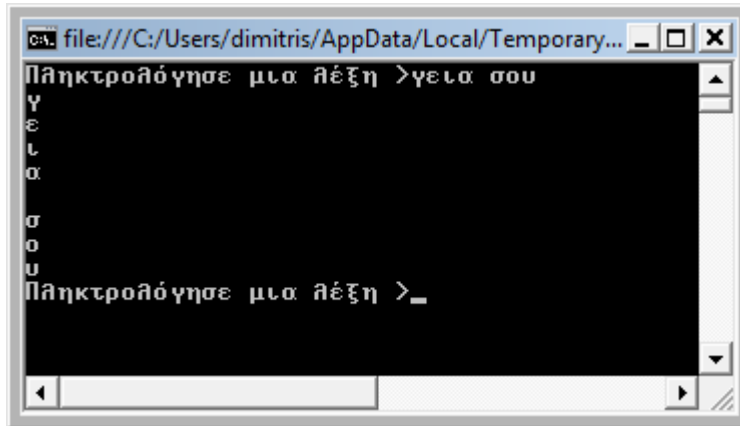 file:///C:/Users/dimitris/AppData/Local/Temporary...
Πληκτρολόγησε μια λέξη >γεια σου
γ
ε
ι
α

σ
ο
υ
Πληκτρολόγησε μια λέξη >_